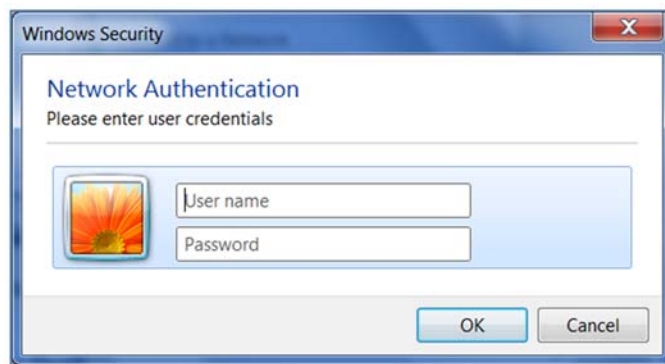 Windows Security
X
Network Authentication
Please enter user credentials
User name
Password
OK
Cancel